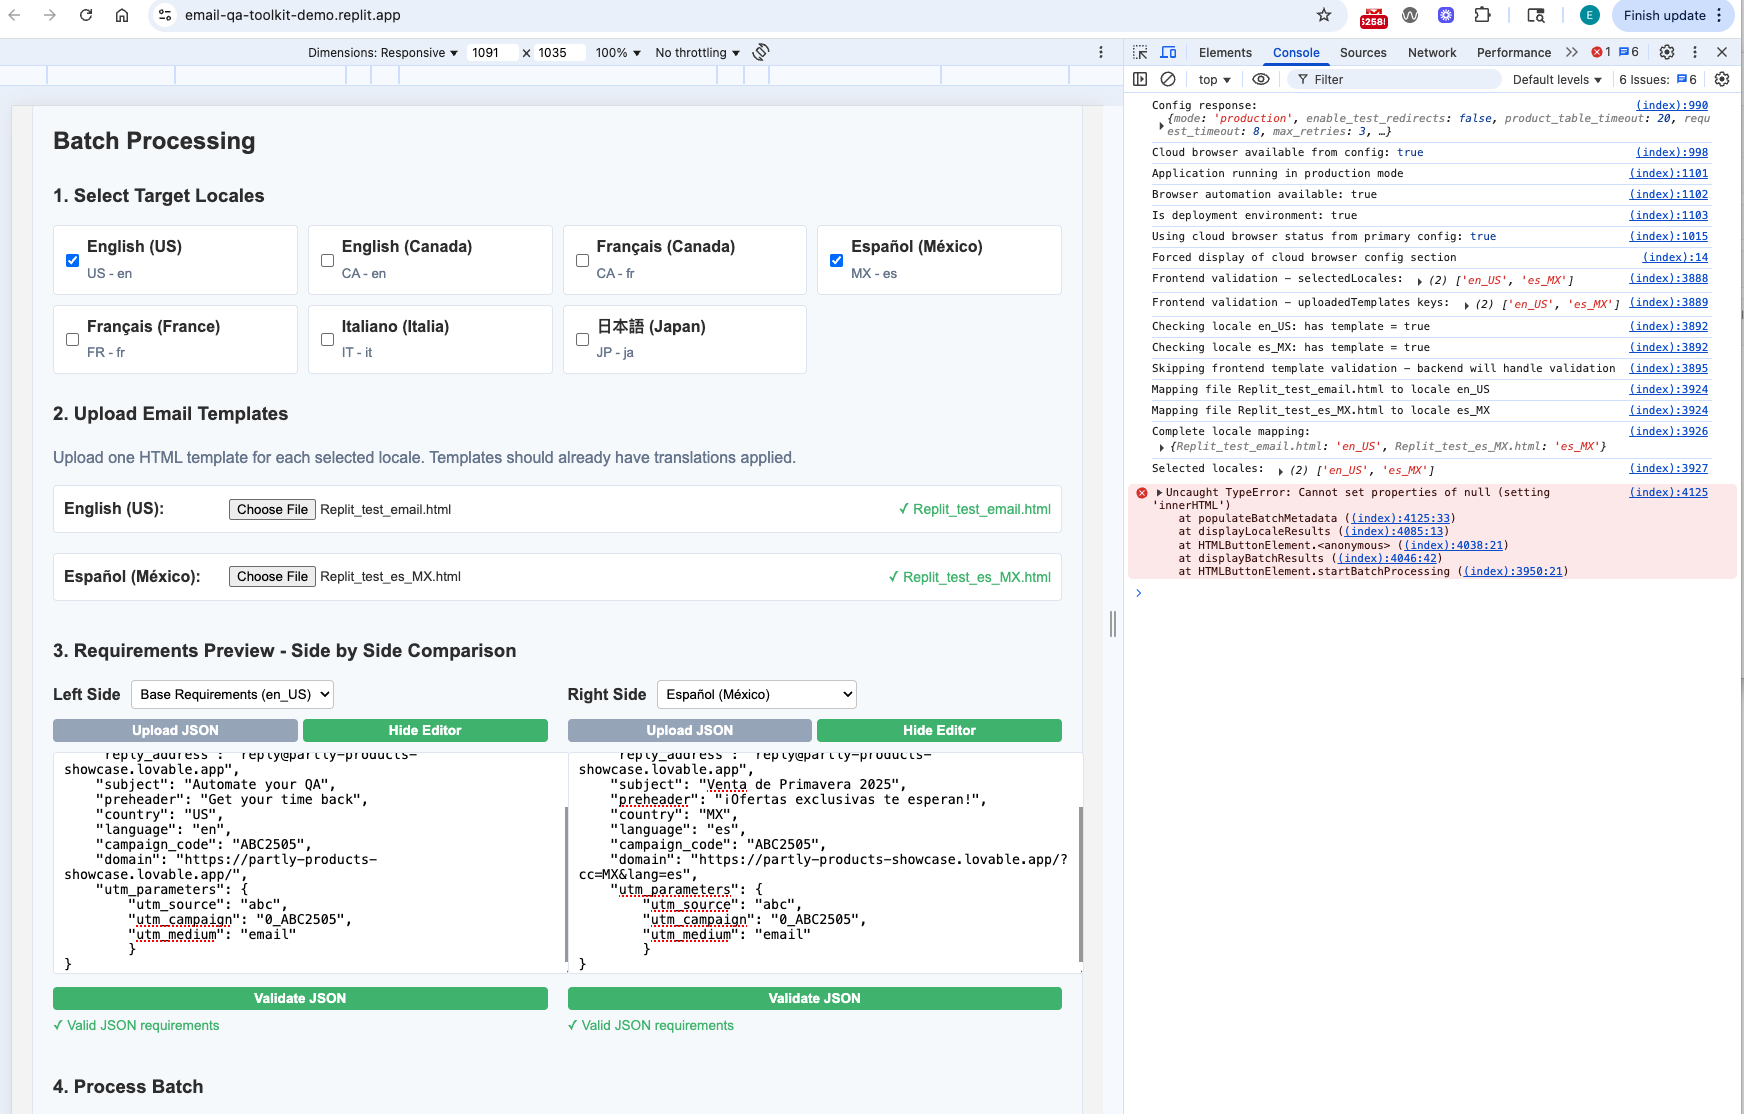 email-qa-toolkit-demo.replit.app
5258!
E
Finish update
Dimensions: Responsive
1091 x 1035
100%
No throttling
Elements
Console
Sources
Network
Performance
1
6
top
Filter
Default levels
6 Issues:
6
Batch Processing
1. Select Target Locales
English (US)
US - en
English (Canada)
CA - en
Français (Canada)
CA - fr
Español (México)
MX - es
Français (France)
FR - fr
Italiano (Italia)
IT - it
日本語 (Japan)
JP - ja
2. Upload Email Templates
Upload one HTML template for each selected locale. Templates should already have translations applied.
English (US):
Choose File Replit_test_email.html
✓ Replit_test_email.html
Español (México):
Choose File Replit_test_es_MX.html
✓ Replit_test_es_MX.html
3. Requirements Preview - Side by Side Comparison
Left Side
Base Requirements (en_US)
Upload JSON
Hide Editor
"reply_address": "reply@partly-products-
showcase.lovable.app",
"subject": "Automate your QA",
"preheader": "Get your time back",
"country": "US",
"language": "en",
"campaign_code": "ABC2505",
"domain": "https://partly-products-
showcase.lovable.app/",
"utm_parameters": {
"utm_source": "abc",
"utm_campaign": "0_ABC2505",
"utm_medium": "email"
}
}
Validate JSON
✓ Valid JSON requirements
Right Side
Español (México)
Upload JSON
Hide Editor
"reply_address": "reply@partly-products-
showcase.lovable.app",
"subject": "Venta de Primavera 2025",
"preheader": "¡Ofertas exclusivas te esperan!",
"country": "MX",
"language": "es",
"campaign_code": "ABC2505",
"domain": "https://partly-products-showcase.lovable.app/?
cc=MX&lang=es",
"utm_parameters": {
"utm_source": "abc",
"utm_campaign": "0_ABC2505",
"utm_medium": "email"
}
}
Validate JSON
✓ Valid JSON requirements
4. Process Batch
Config response: (index):990
{mode: 'production', enable_test_redirects: false, product_table_timeout: 20, requ
est_timeout: 8, max_retries: 3, …}
Cloud browser available from config: true (index):998
Application running in production mode (index):1101
Browser automation available: true (index):1102
Is deployment environment: true (index):1103
Using cloud browser status from primary config: true (index):1015
Forced display of cloud browser config section (index):14
Frontend validation – selectedLocales: (2) ['en_US', 'es_MX'] (index):3888
Frontend validation – uploadedTemplates keys: (2) ['en_US', 'es_MX'] (index):3889
Checking locale en_US: has template = true (index):3892
Checking locale es_MX: has template = true (index):3892
Skipping frontend template validation – backend will handle validation (index):3895
Mapping file Replit_test_email.html to locale en_US (index):3924
Mapping file Replit_test_es_MX.html to locale es_MX (index):3924
Complete locale mapping: (index):3926
{Replit_test_email.html: 'en_US', Replit_test_es_MX.html: 'es_MX'}
Selected locales: (2) ['en_US', 'es_MX'] (index):3927
Uncaught TypeError: Cannot set properties of null (setting (index):4125
'innerHTML')
at populateBatchMetadata ((index):4125:33)
at displayLocaleResults ((index):4085:13)
at HTMLButtonElement.<anonymous> ((index):4038:21)
at displayBatchResults ((index):4046:42)
at HTMLButtonElement.startBatchProcessing ((index):3950:21)